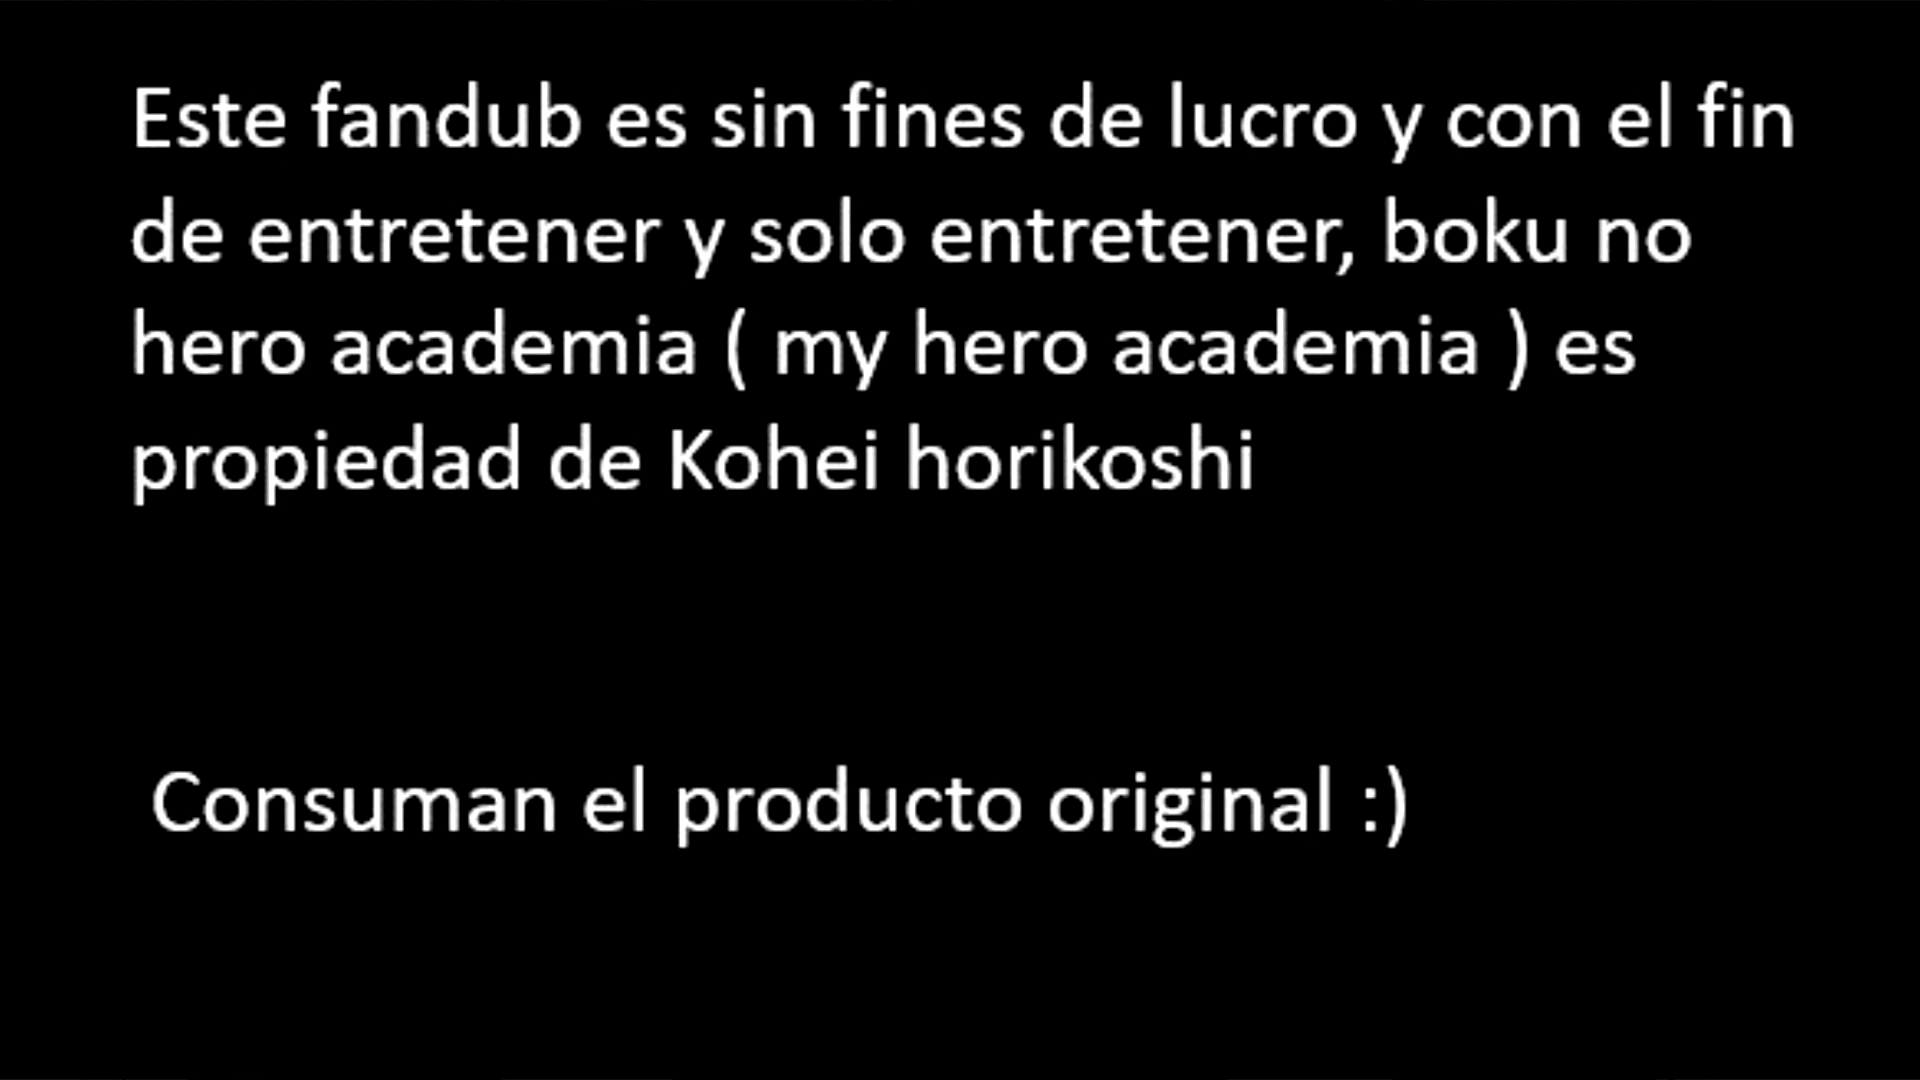 Este fandub es sin fines de lucro y con el fin
de entretener y solo entretener, boku no
hero academia ( my hero academia ) es
propiedad de Kohei horikoshi
Consuman el producto original :)